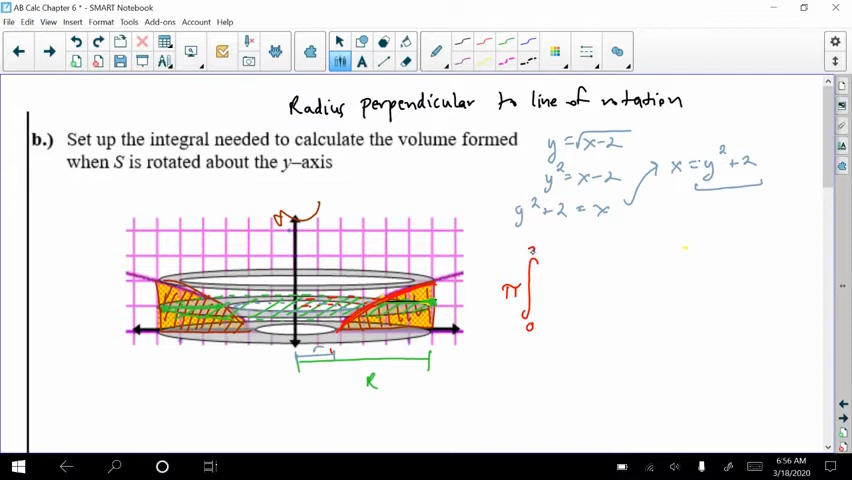 AB Calc Chapter 6 * - SMART Notebook
File Edit View Insert Format Tools Add-ons Account Help
Radius perpendicular to line of rotation
b.) Set up the integral needed to calculate the volume formed
when S is rotated about the y–axis
y = √x-2
y² = x-2
y² + 2 = x
x = y² + 2
π ∫ 0
r
R
6:56 AM
3/18/2020